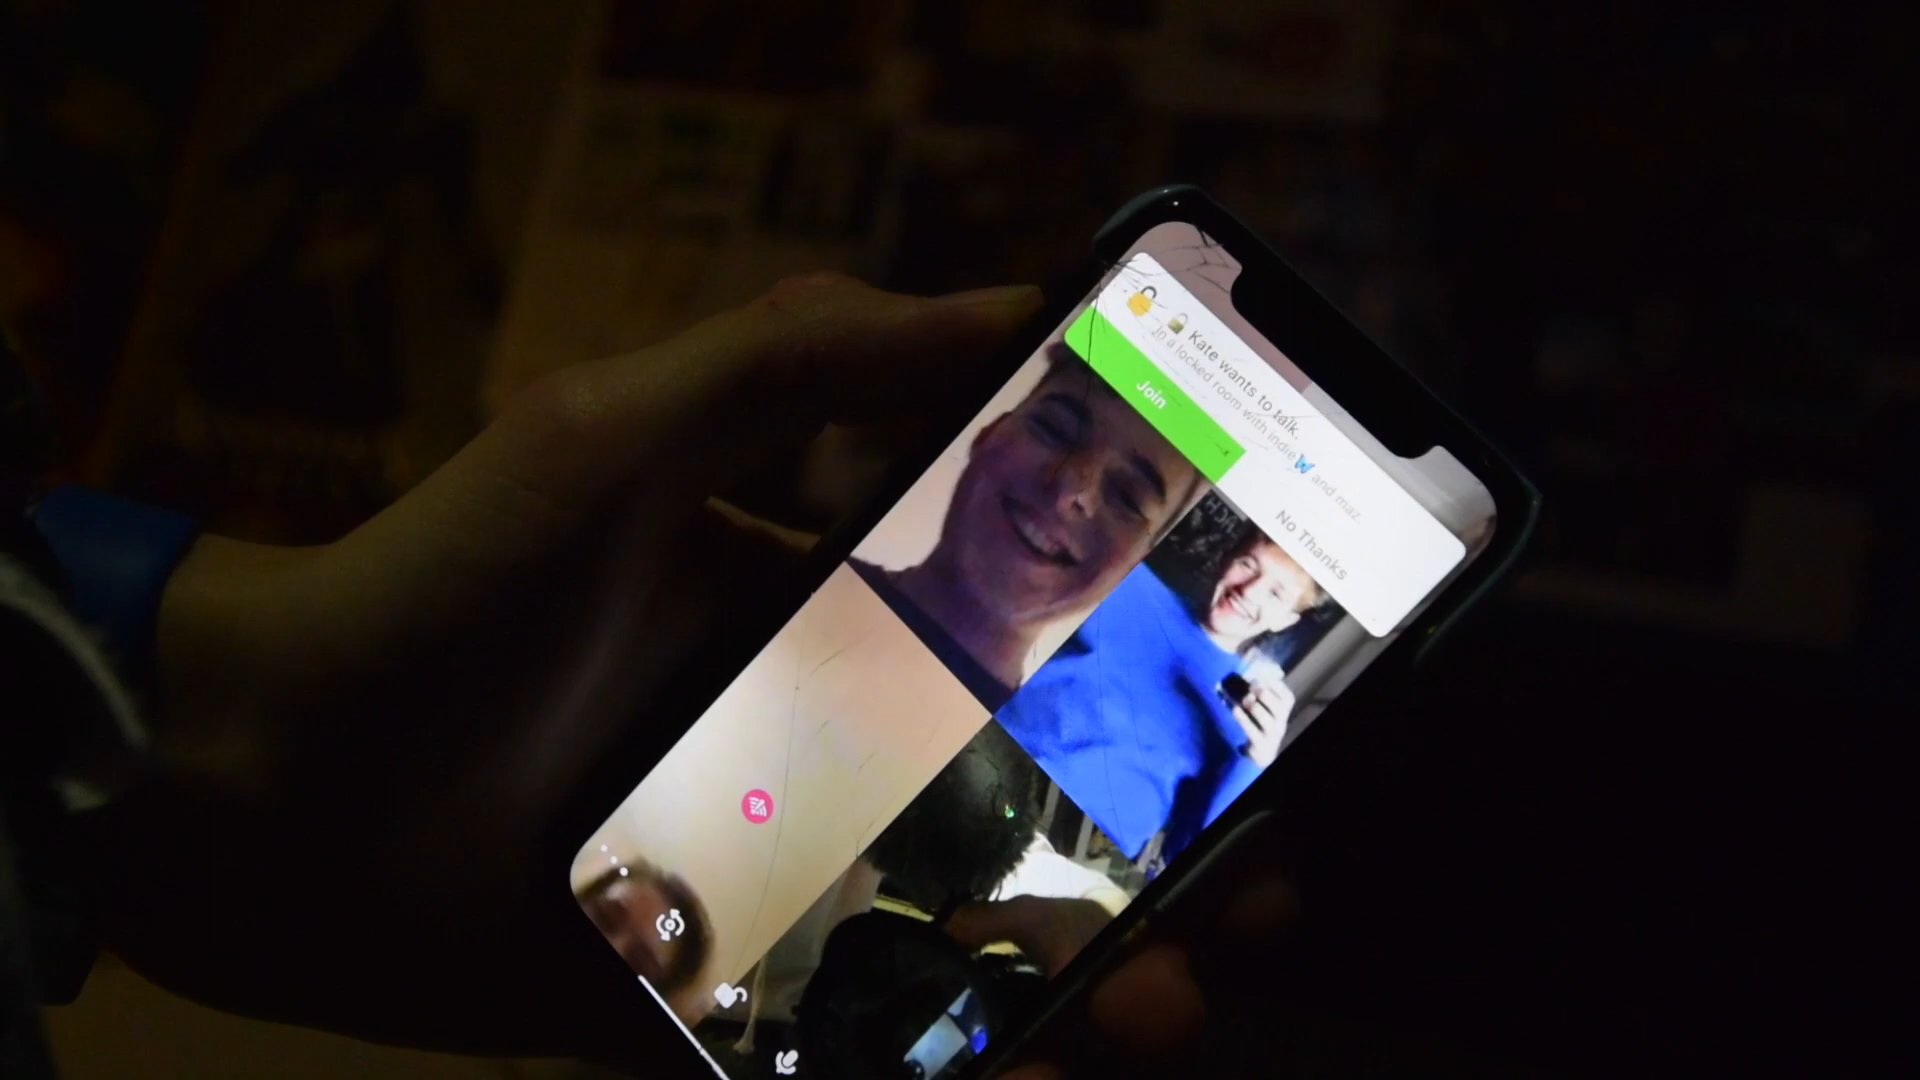 🔒 Kate wants to talk.
In a locked room with indie🦋 and maz.
Join
No Thanks